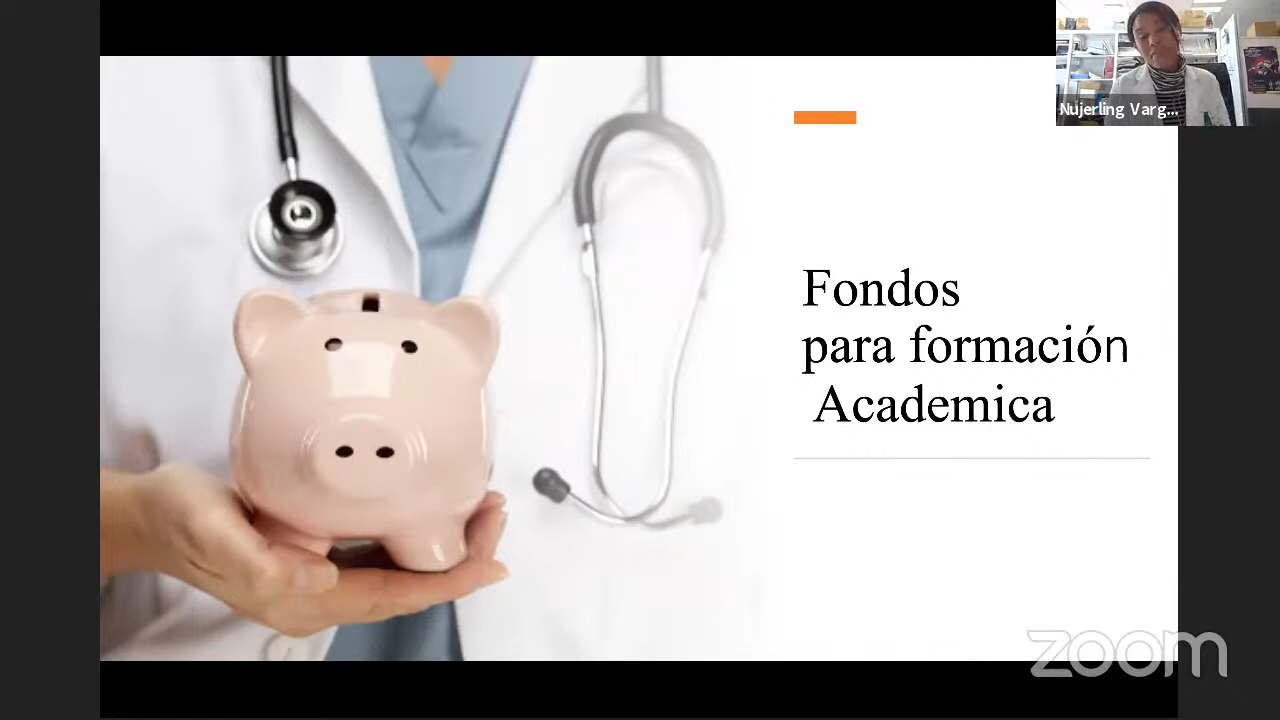 Nujerling Varg...
Fondos
para formación
Academica
zoom